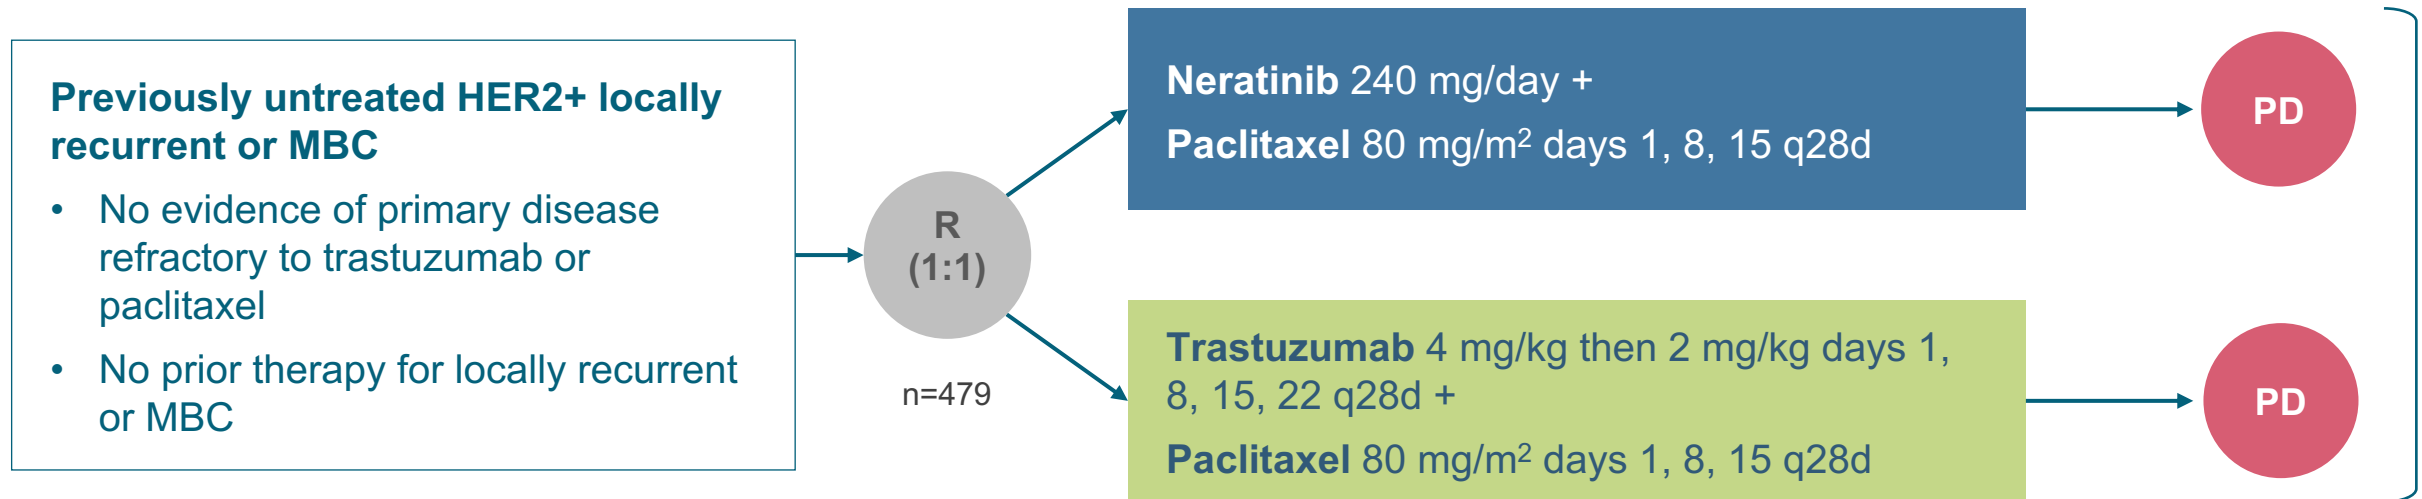 Previously untreated HER2+ locally
recurrent or MBC
• No evidence of primary disease
refractory to trastuzumab or
paclitaxel
• No prior therapy for locally recurrent
or MBC
R
(1:1)
n=479
Neratinib 240 mg/day +
Paclitaxel 80 mg/m² days 1, 8, 15 q28d
PD
Trastuzumab 4 mg/kg then 2 mg/kg days 1,
8, 15, 22 q28d +
Paclitaxel 80 mg/m² days 1, 8, 15 q28d
PD